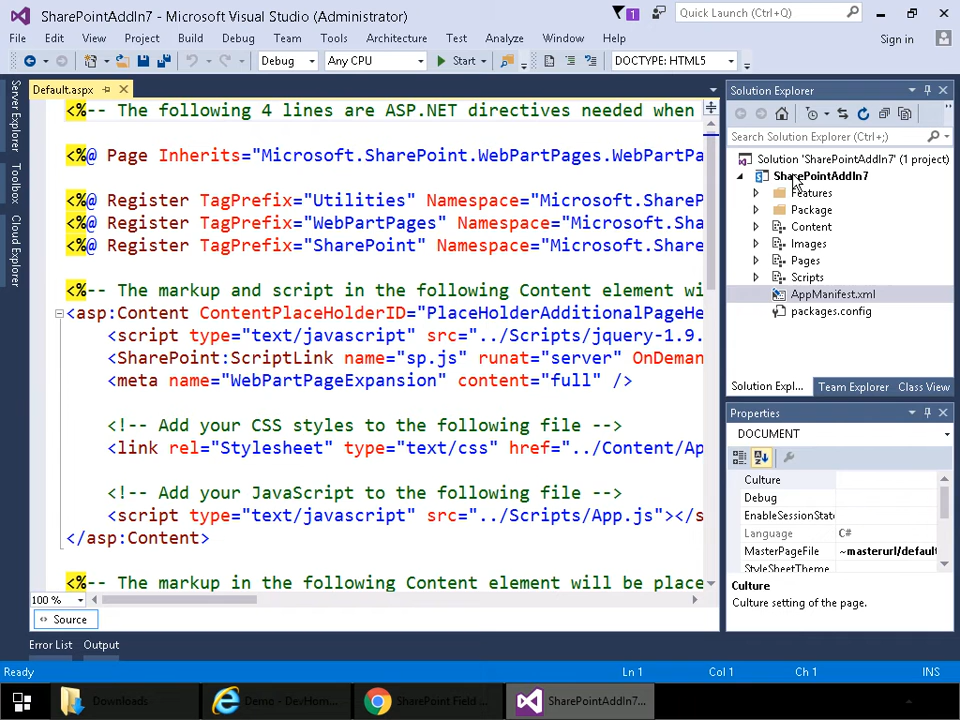 SharePointAddIn7 - Microsoft Visual Studio (Administrator)
1
Quick Launch (Ctrl+Q)
File Edit View Project Build Debug Team Tools Architecture Test Analyze Window Help Sign in
Debug Any CPU Start DOCTYPE: HTML5
Server Explorer
Toolbox
Cloud Explorer
Default.aspx
<%-- The following 4 lines are ASP.NET directives needed when
<%@ Page Inherits="Microsoft.SharePoint.WebPartPages.WebPartPa
<%@ Register TagPrefix="Utilities" Namespace="Microsoft.ShareP
<%@ Register TagPrefix="WebPartPages" Namespace="Microsoft.Sha
<%@ Register TagPrefix="SharePoint" Namespace="Microsoft.Share
<%-- The markup and script in the following Content element wi
<asp:Content ContentPlaceHolderID="PlaceHolderAdditionalPageHe
<script type="text/javascript" src="../Scripts/jquery-1.9.
<SharePoint:ScriptLink name="sp.js" runat="server" OnDeman
<meta name="WebPartPageExpansion" content="full" />
<!-- Add your CSS styles to the following file -->
<link rel="Stylesheet" type="text/css" href="../Content/Ap
<!-- Add your JavaScript to the following file -->
<script type="text/javascript" src="../Scripts/App.js"></s
</asp:Content>
<%-- The markup in the following Content element will be place
100 %
Source
Solution Explorer
Search Solution Explorer (Ctrl+;)
Solution 'SharePointAddIn7' (1 project)
SharePointAddIn7
Features
Package
Content
Images
Pages
Scripts
AppManifest.xml
packages.config
Solution Expl... Team Explorer Class View
Properties
DOCUMENT
Culture
Debug
EnableSessionState
Language C#
MasterPageFile ~masterurl/default
StyleSheetTheme
Culture
Culture setting of the page.
Error List Output
Ready Ln 1 Col 1 Ch 1 INS
Downloads Demo - Dev/Hom... SharePoint Field ... SharePointAddIn7...